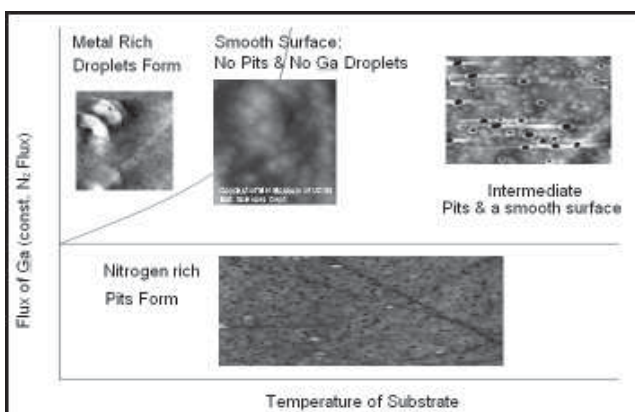 Metal Rich
Droplets Form
Smooth Surface:
No Pits & No Ga Droplets
Intermediate
Pits & a smooth surface
Nitrogen rich
Pits Form
Flux of Ga (const. N₂ Flux)
Temperature of Substrate